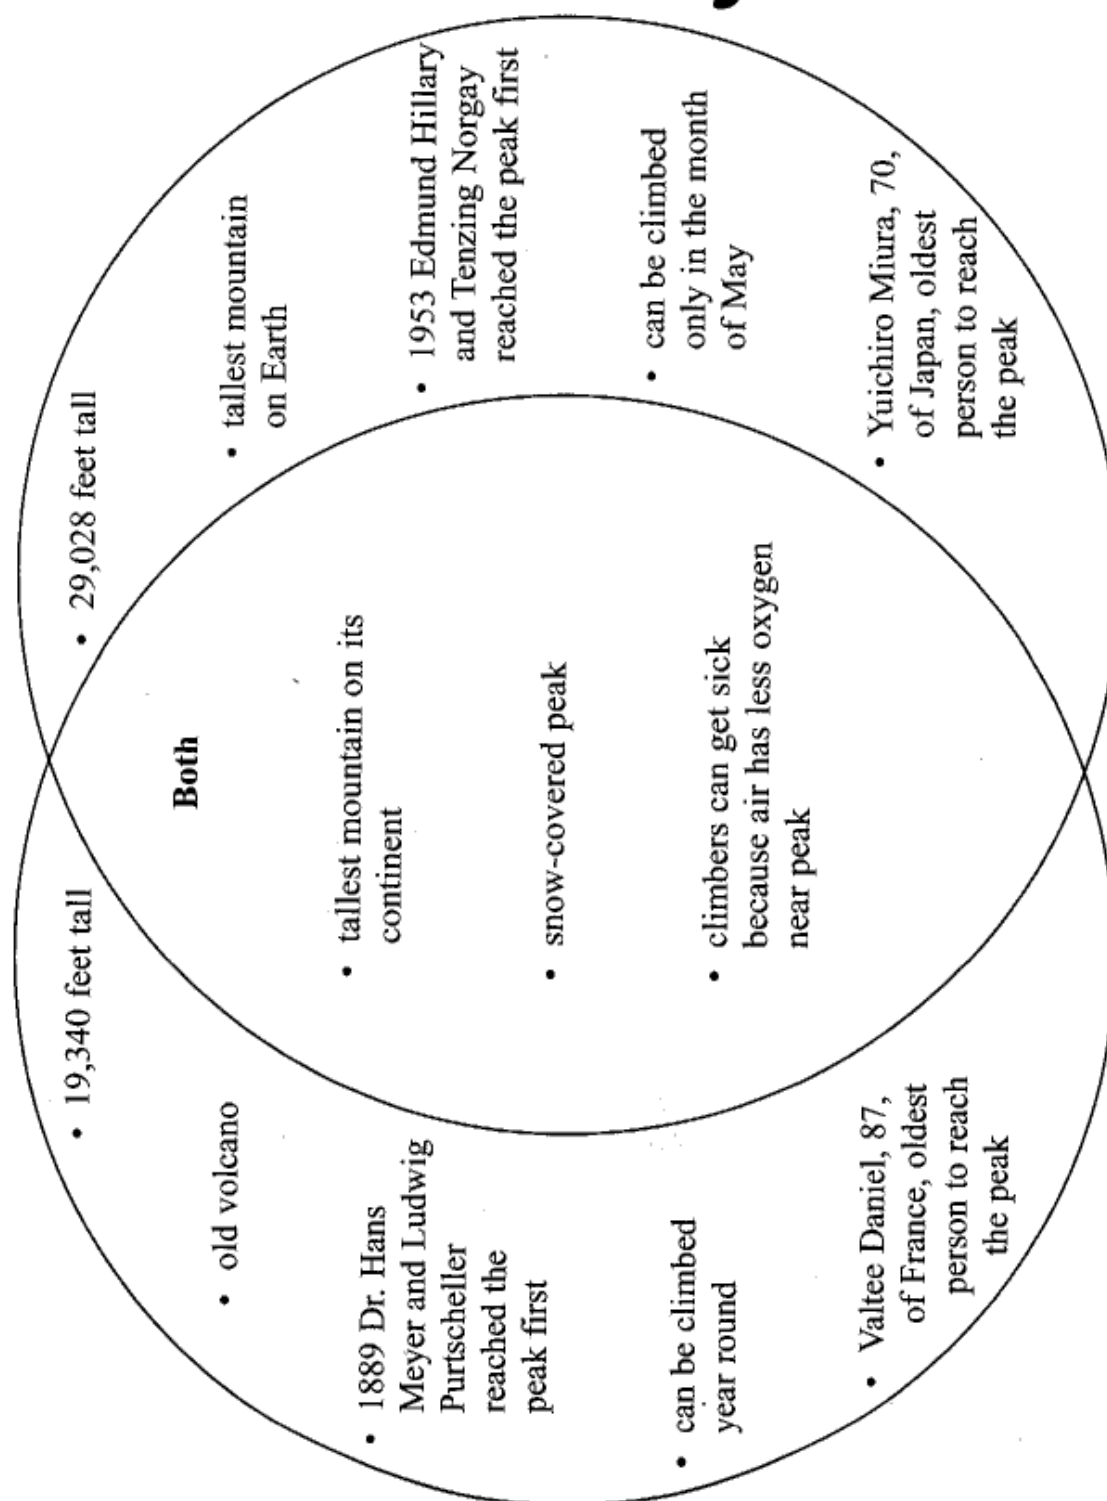 • 19,340 feet tall
• old volcano
• 1889 Dr. Hans
Meyer and Ludwig
Purtscheller
reached the
peak first
• can be climbed
year round
• Valtee Daniel, 87,
of France, oldest
person to reach
the peak
Both
• tallest mountain on its
continent
• snow-covered peak
• climbers can get sick
because air has less oxygen
near peak
• 29,028 feet tall
• tallest mountain
on Earth
• 1953 Edmund Hillary
and Tenzing Norgay
reached the peak first
• can be climbed
only in the month
of May
• Yuichiro Miura, 70,
of Japan, oldest
person to reach
the peak